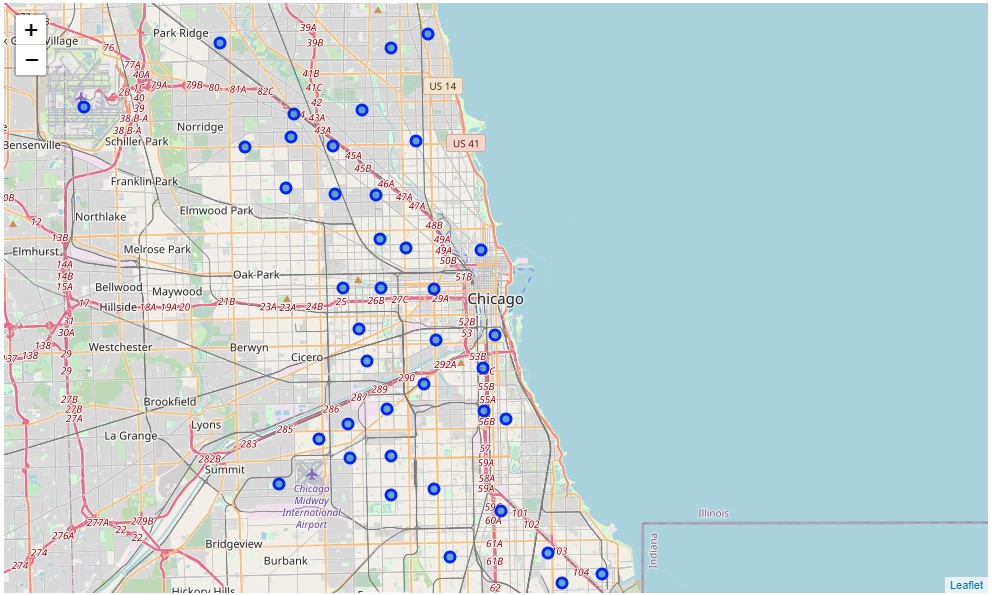 +
−
Village
Park Ridge
39A
39B
76
77A
40A
1C
79A
79B
80
81A
82C
41B
41C
42
43A
43A
2B
40
39
38 B-A
38 B-A
US 14
US 41
Norridge
Schiller Park
Bensenville
45A
45B
46A
47A
47A
Franklin Park
0B
12
Elmwood Park
Northlake
48B
49A
49A
50B
13B
Elmhurst
Melrose Park
14A
14B
15A
Oak Park
51B
Bellwood
Maywood
Chicago
17
Hillside
18A
19A
20
21B
23A
23A
24B
25
26B
27C
29A
31
30A
138
137
138
29
29
52B
53
53B
C
Westchester
Berwyn
Cicero
292A
290
289
287
286
285
283
282B
55B
55A
56B
27B
27B
27A
Brookfield
La Grange
Lyons
Summit
57
59A
58A
59A
59
60A
61A
61B
62
Chicago
Midway
International
Airport
101
102
103
104
Illinois
Indiana
277A
279B
22
22
276A
274
274
Bridgeview
Burbank
Hickory Hills
Leaflet